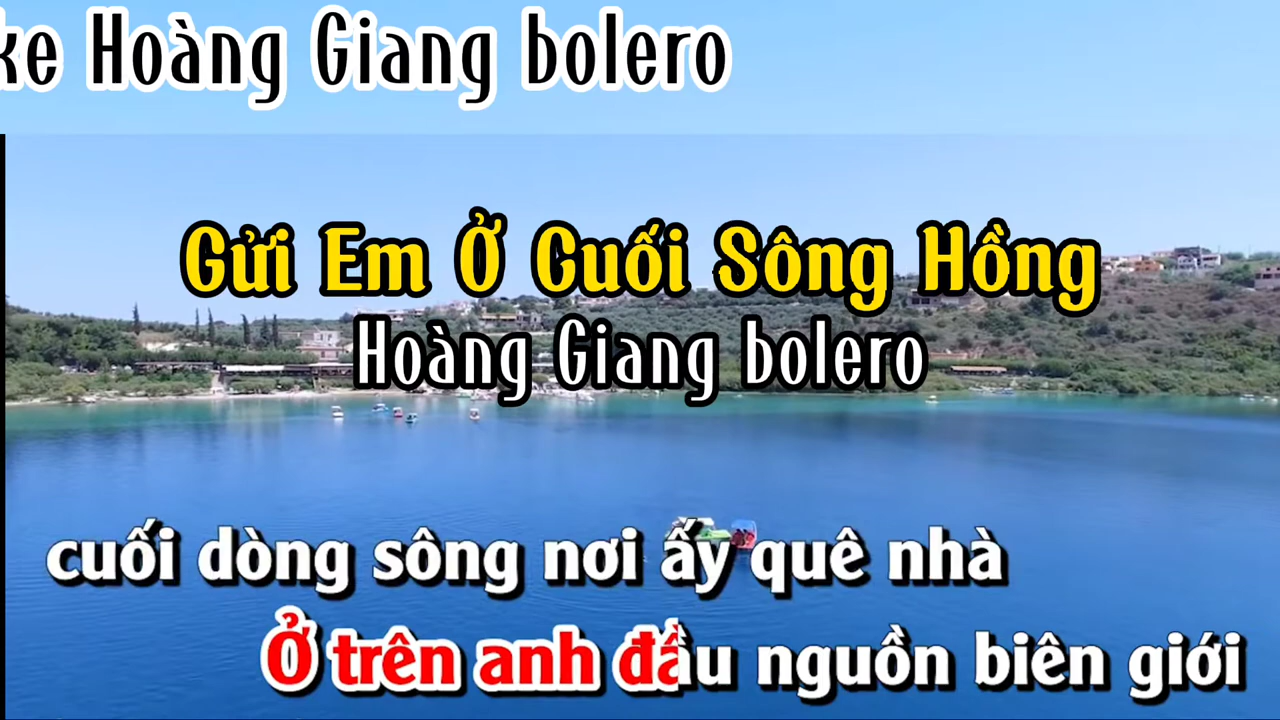 ke Hoàng Giang bolero
Gửi Em Ở Cuối Sông Hồng
Hoàng Giang bolero
cuối dòng sông nơi ấy quê nhà
Ở trên anh đầu nguồn biên giới